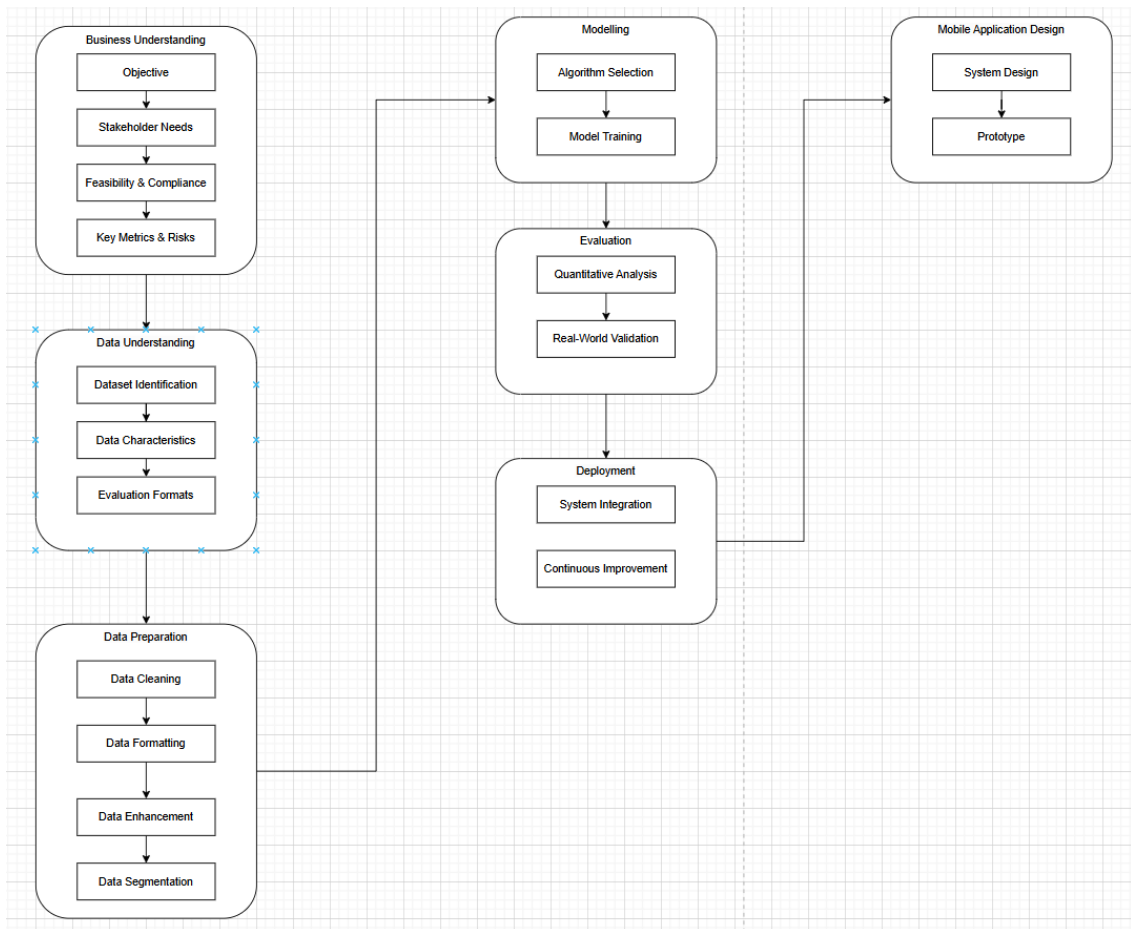 Business Understanding
Objective
Stakeholder Needs
Feasibility & Compliance
Key Metrics & Risks
Data Understanding
Dataset Identification
Data Characteristics
Evaluation Formats
Data Preparation
Data Cleaning
Data Formatting
Data Enhancement
Data Segmentation
Modelling
Algorithm Selection
Model Training
Evaluation
Quantitative Analysis
Real-World Validation
Deployment
System Integration
Continuous Improvement
Mobile Application Design
System Design
Prototype